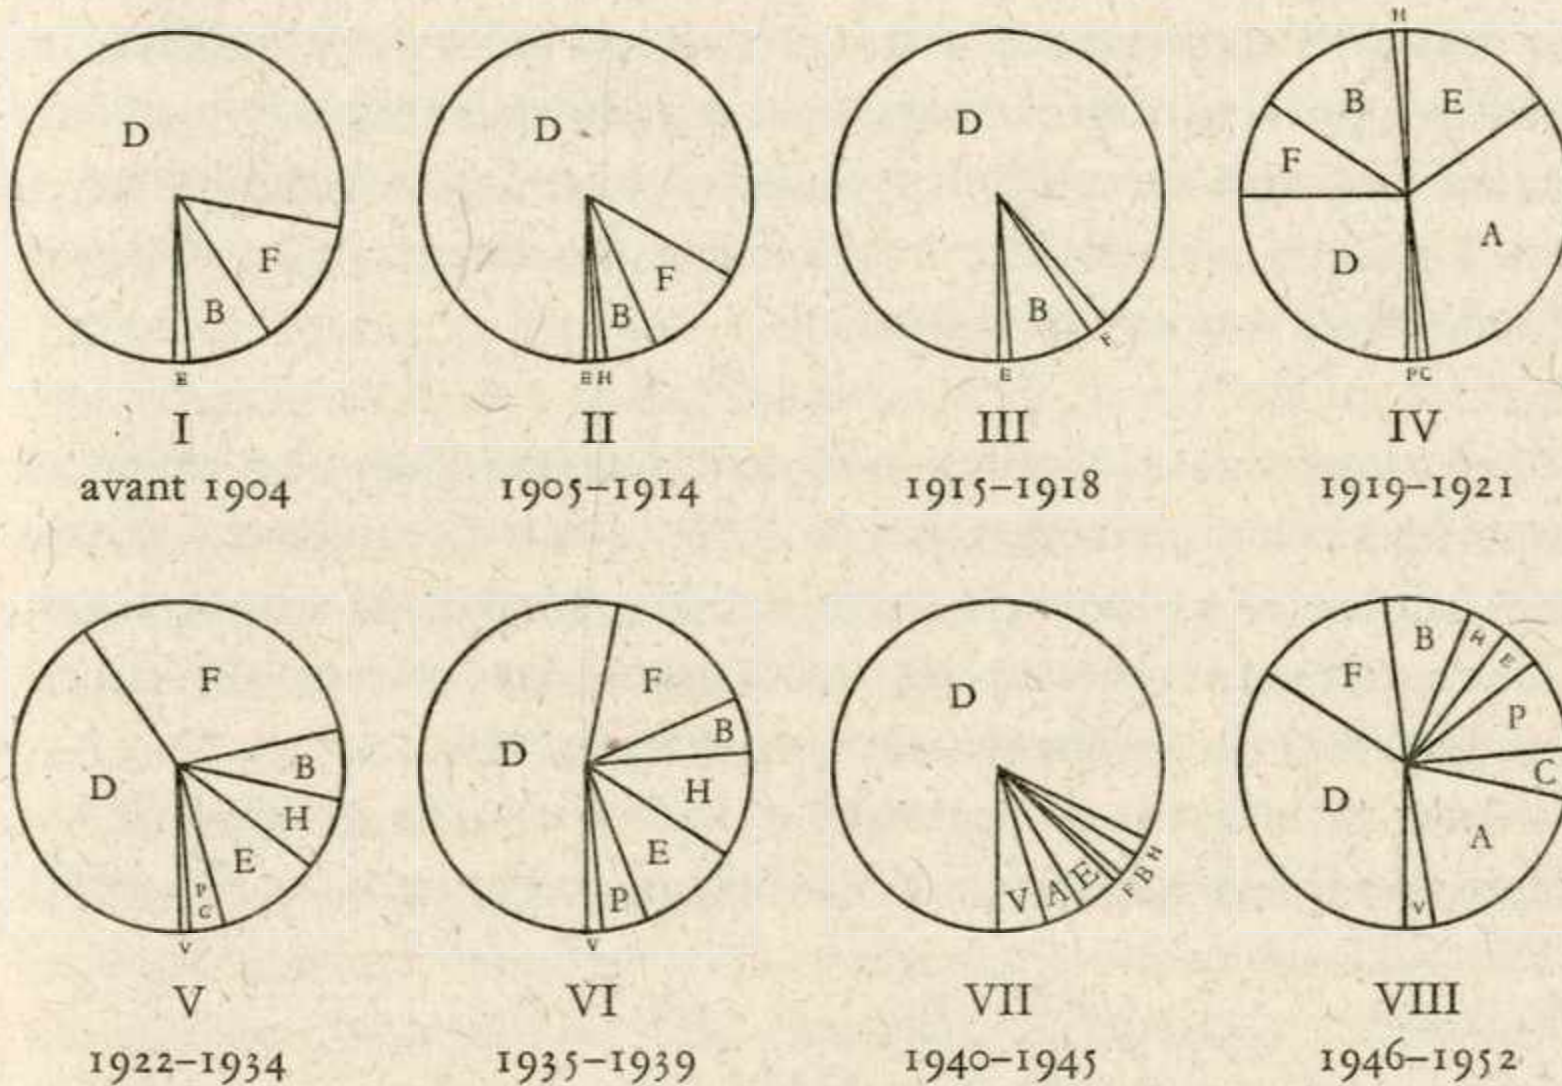 D
F
B
E
I
avant 1904
D
F
B
E H
II
1905–1914
D
B
F
E
III
1915–1918
H
B
E
F
A
D
P C
IV
1919–1921
F
D
B
H
E
P
C
V
V
1922–1934
F
D
B
H
E
P
V
VI
1935–1939
D
H
B
F
E
A
V
VII
1940–1945
B
H
E
F
P
C
D
A
V
VIII
1946–1952